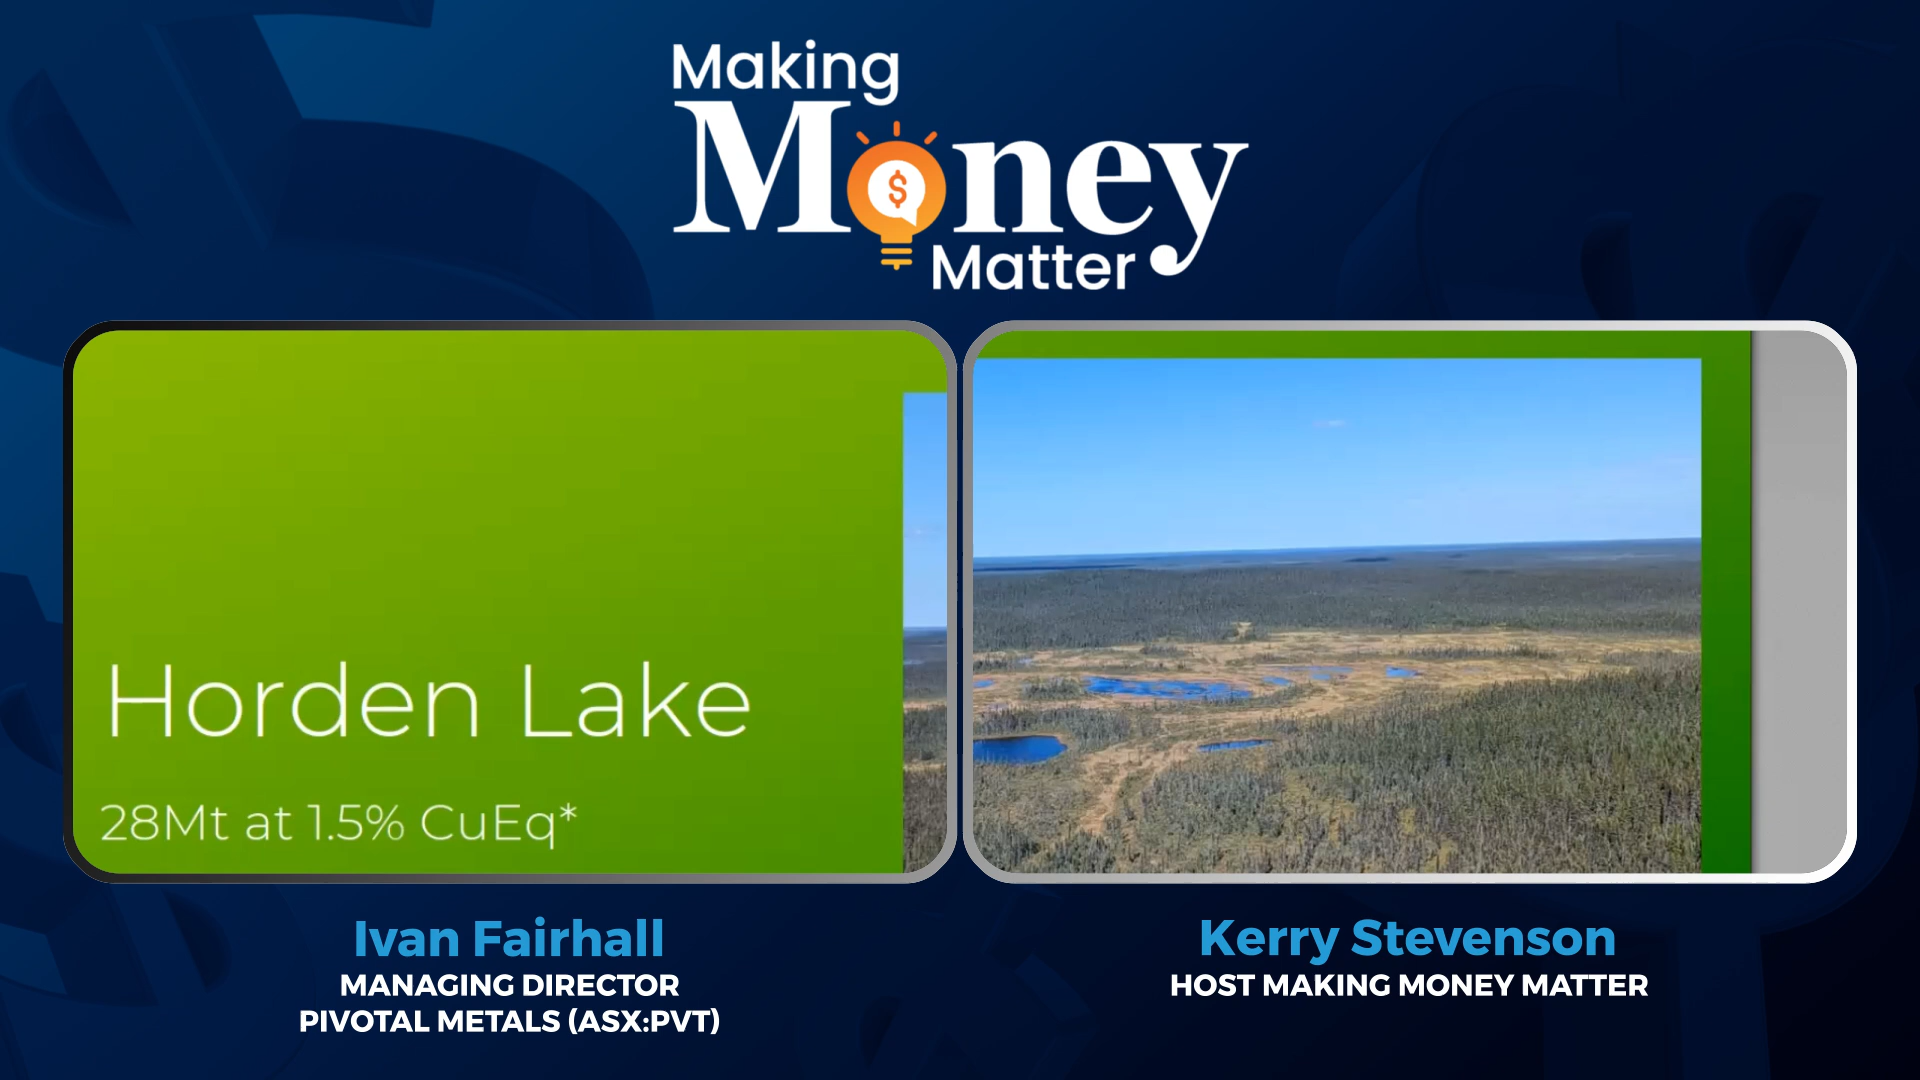 Making
Money
Matter
Horden Lake
28Mt at 1.5% CuEq*
Ivan Fairhall
MANAGING DIRECTOR
PIVOTAL METALS (ASX:PVT)
Kerry Stevenson
HOST MAKING MONEY MATTER